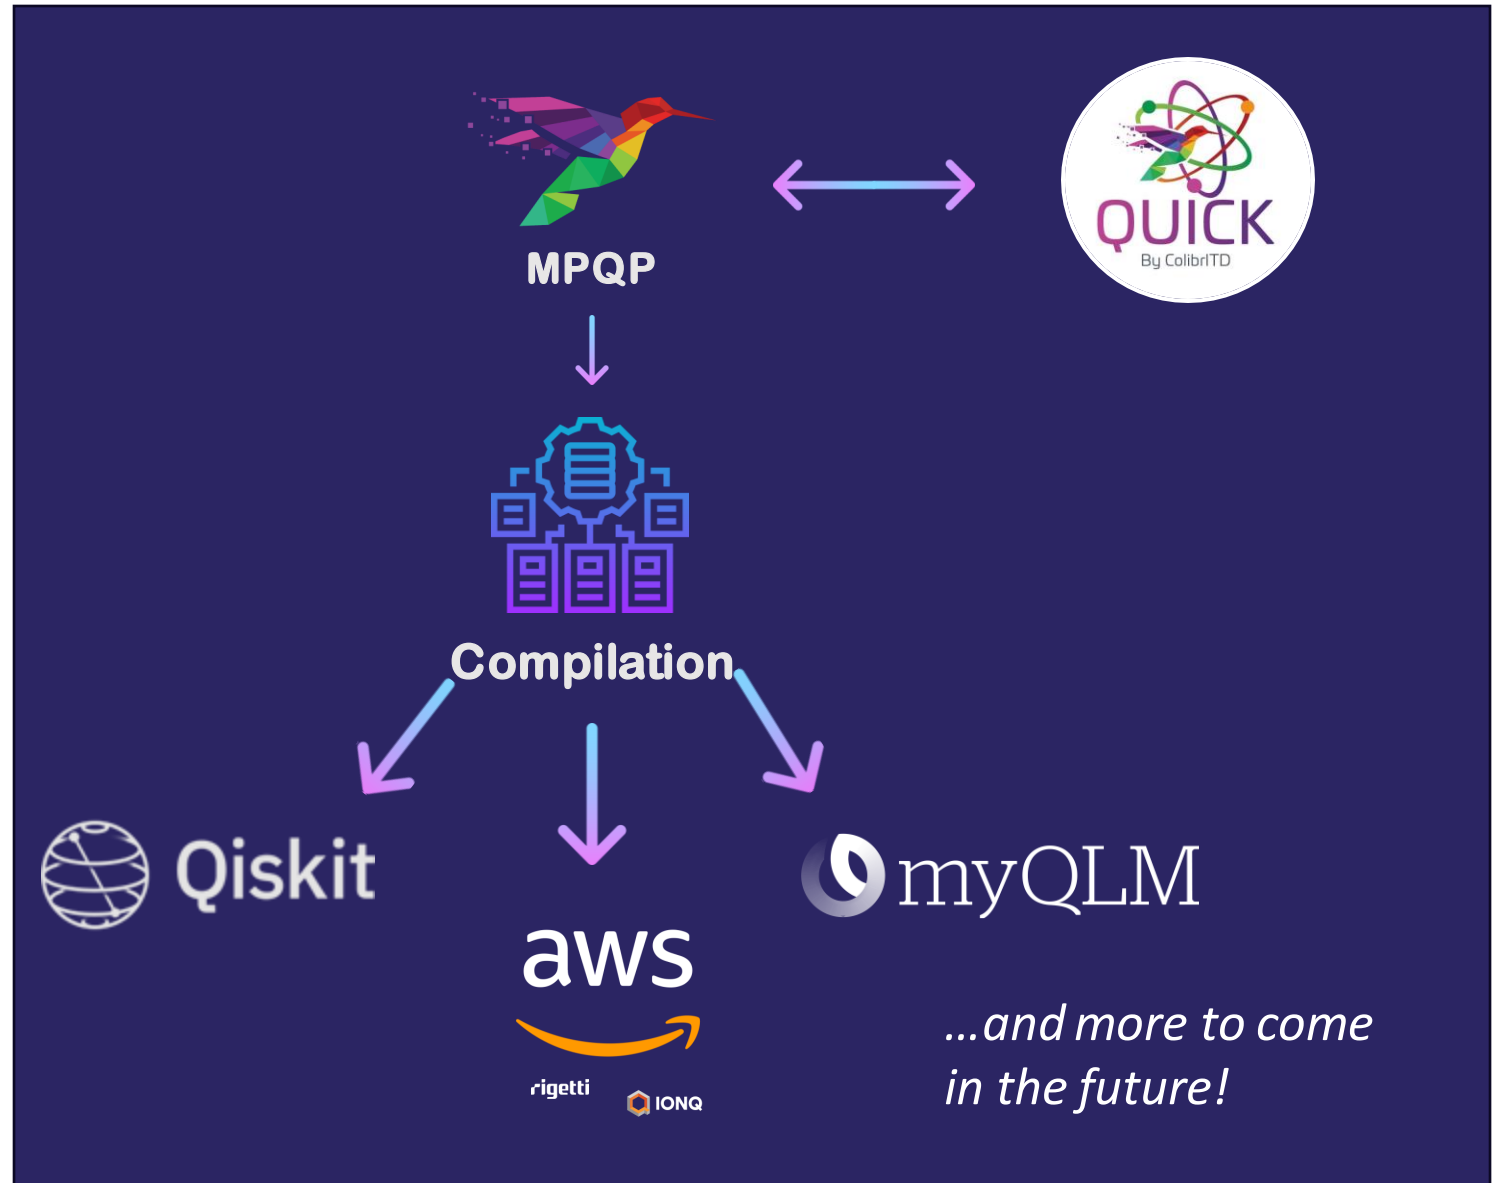 MPQP
QUICK
By ColibrITD
Compilation
Qiskit
myQLM
aws
rigetti
IONQ
...and more to come
in the future!